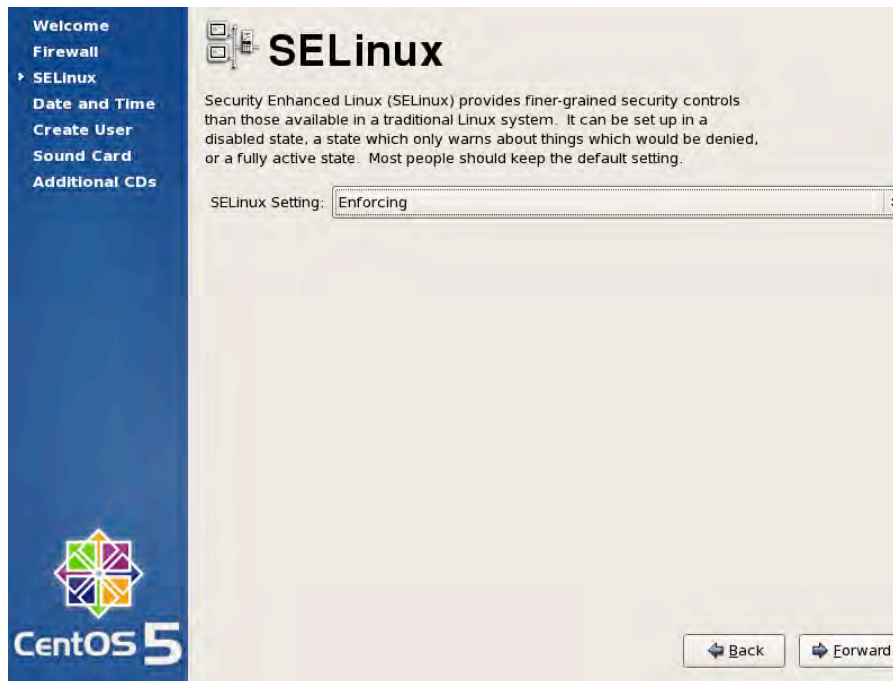 Welcome
Firewall
SELinux
Date and Time
Create User
Sound Card
Additional CDs
SELinux
Security Enhanced Linux (SELinux) provides finer-grained security controls
than those available in a traditional Linux system. It can be set up in a
disabled state, a state which only warns about things which would be denied,
or a fully active state. Most people should keep the default setting.
SELinux Setting: Enforcing
CentOS 5
Back
Forward